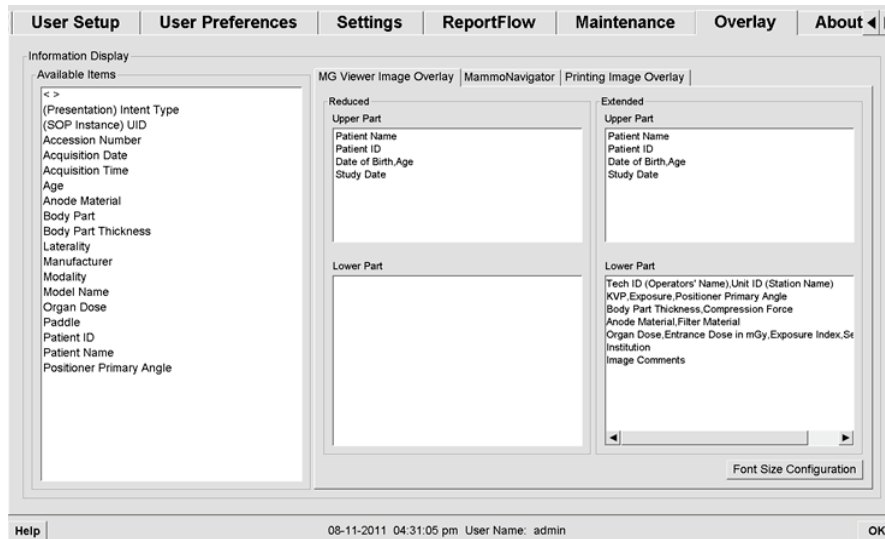 User Setup User Preferences Settings ReportFlow Maintenance Overlay About
Information Display
Available Items
< >
(Presentation) Intent Type
(SOP Instance) UID
Accession Number
Acquisition Date
Acquisition Time
Age
Anode Material
Body Part
Body Part Thickness
Laterality
Manufacturer
Modality
Model Name
Organ Dose
Paddle
Patient ID
Patient Name
Positioner Primary Angle
MG Viewer Image Overlay MammoNavigator Printing Image Overlay
Reduced
Upper Part
Patient Name
Patient ID
Date of Birth,Age
Study Date
Lower Part
Extended
Upper Part
Patient Name
Patient ID
Date of Birth,Age
Study Date
Lower Part
Tech ID (Operators' Name),Unit ID (Station Name)
KVP,Exposure,Positioner Primary Angle
Body Part Thickness,Compression Force
Anode Material,Filter Material
Organ Dose,Entrance Dose in mGy,Exposure Index,Se
Institution
Image Comments
Font Size Configuration
Help 08-11-2011 04:31:05 pm User Name: admin OK